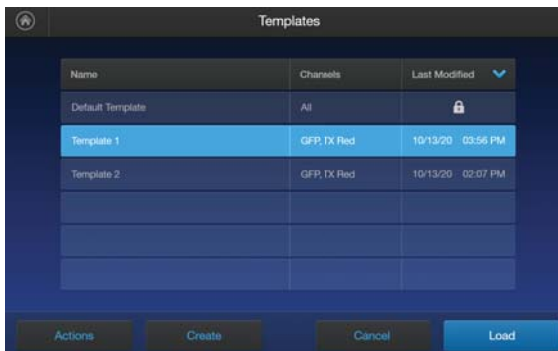 Templates
Name Channels Last Modified
Default Template All
Template 1 GFP, TX Red 10/13/20 03:56 PM
Template 2 GFP, TX Red 10/13/20 02:07 PM
Actions Create Cancel Load